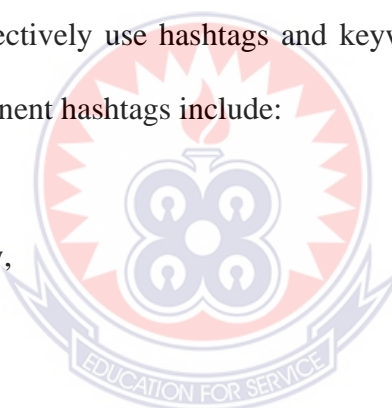 ectively use hashtags and keyw
nent hashtags include:
,
EDUCATION FOR SERVICE